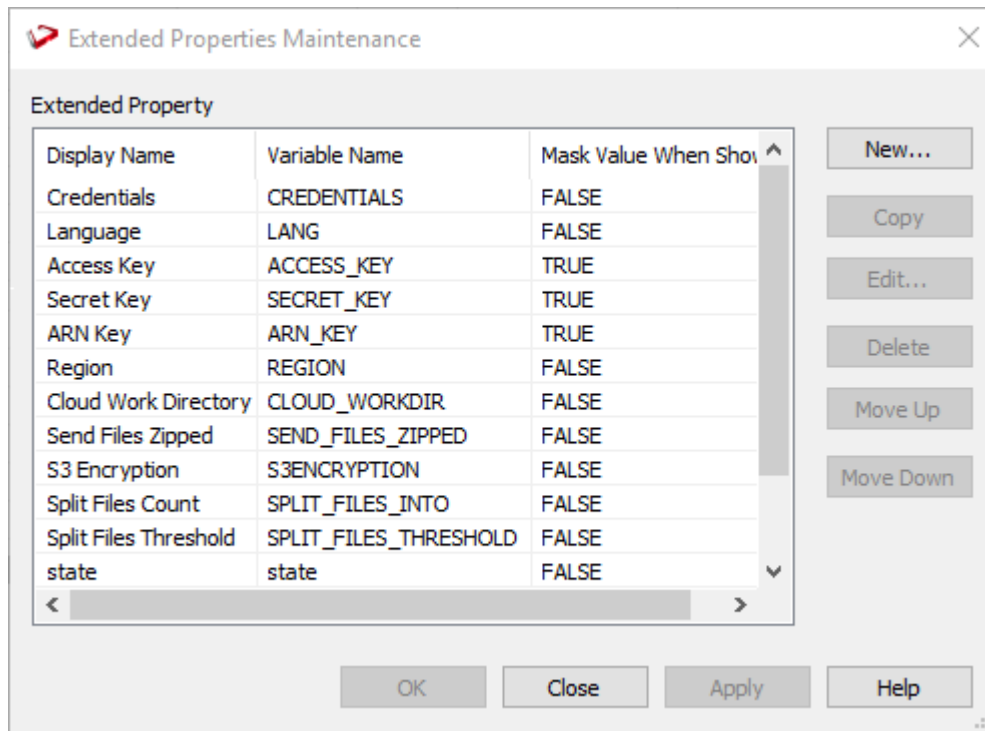 Extended Properties Maintenance
Extended Property
Display Name Variable Name Mask Value When Show
Credentials CREDENTIALS FALSE
Language LANG FALSE
Access Key ACCESS_KEY TRUE
Secret Key SECRET_KEY TRUE
ARN Key ARN_KEY TRUE
Region REGION FALSE
Cloud Work Directory CLOUD_WORKDIR FALSE
Send Files Zipped SEND_FILES_ZIPPED FALSE
S3 Encryption S3ENCRYPTION FALSE
Split Files Count SPLIT_FILES_INTO FALSE
Split Files Threshold SPLIT_FILES_THRESHOLD FALSE
state state FALSE
New...
Copy
Edit...
Delete
Move Up
Move Down
OK Close Apply Help